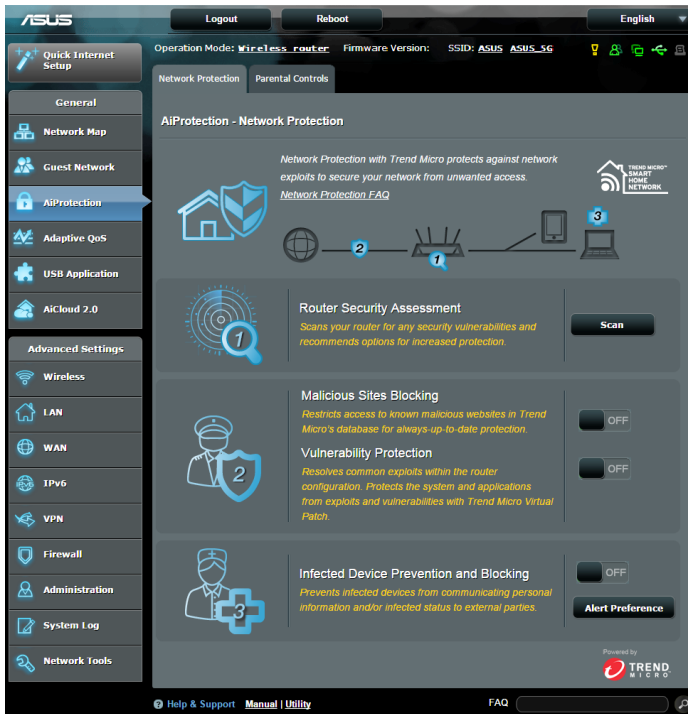 ASUS
Logout
Reboot
English
Quick Internet
Setup
Operation Mode: Wireless router Firmware Version: SSID: ASUS ASUS_5G
Network Protection
Parental Controls
General
Network Map
Guest Network
AiProtection
Adaptive QoS
USB Application
AiCloud 2.0
Advanced Settings
Wireless
LAN
WAN
IPv6
IPv6
VPN
Firewall
Administration
System Log
Network Tools
AiProtection - Network Protection
Network Protection with Trend Micro protects against network
exploits to secure your network from unwanted access.
Network Protection FAQ
TREND MICRO™
SMART
HOME
NETWORK
2
1
3
1
Router Security Assessment
Scans your router for any security vulnerabilities and
recommends options for increased protection.
Scan
2
Malicious Sites Blocking
Restricts access to known malicious websites in Trend
Micro's database for always-up-to-date protection.
OFF
Vulnerability Protection
Resolves common exploits within the router
configuration. Protects the system and applications
from exploits and vulnerabilities with Trend Micro Virtual
Patch.
OFF
3
Infected Device Prevention and Blocking
Prevents infected devices from communicating personal
information and/or infected status to external parties.
OFF
Alert Preference
Powered by
TREND
MICRO
Help & Support Manual | Utility
FAQ